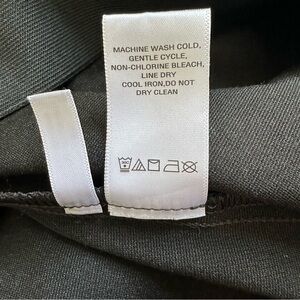 MACHINE WASH COLD,
GENTLE CYCLE,
NON-CHLORINE BLEACH,
LINE DRY
COOL IRON,DO NOT
DRY CLEAN